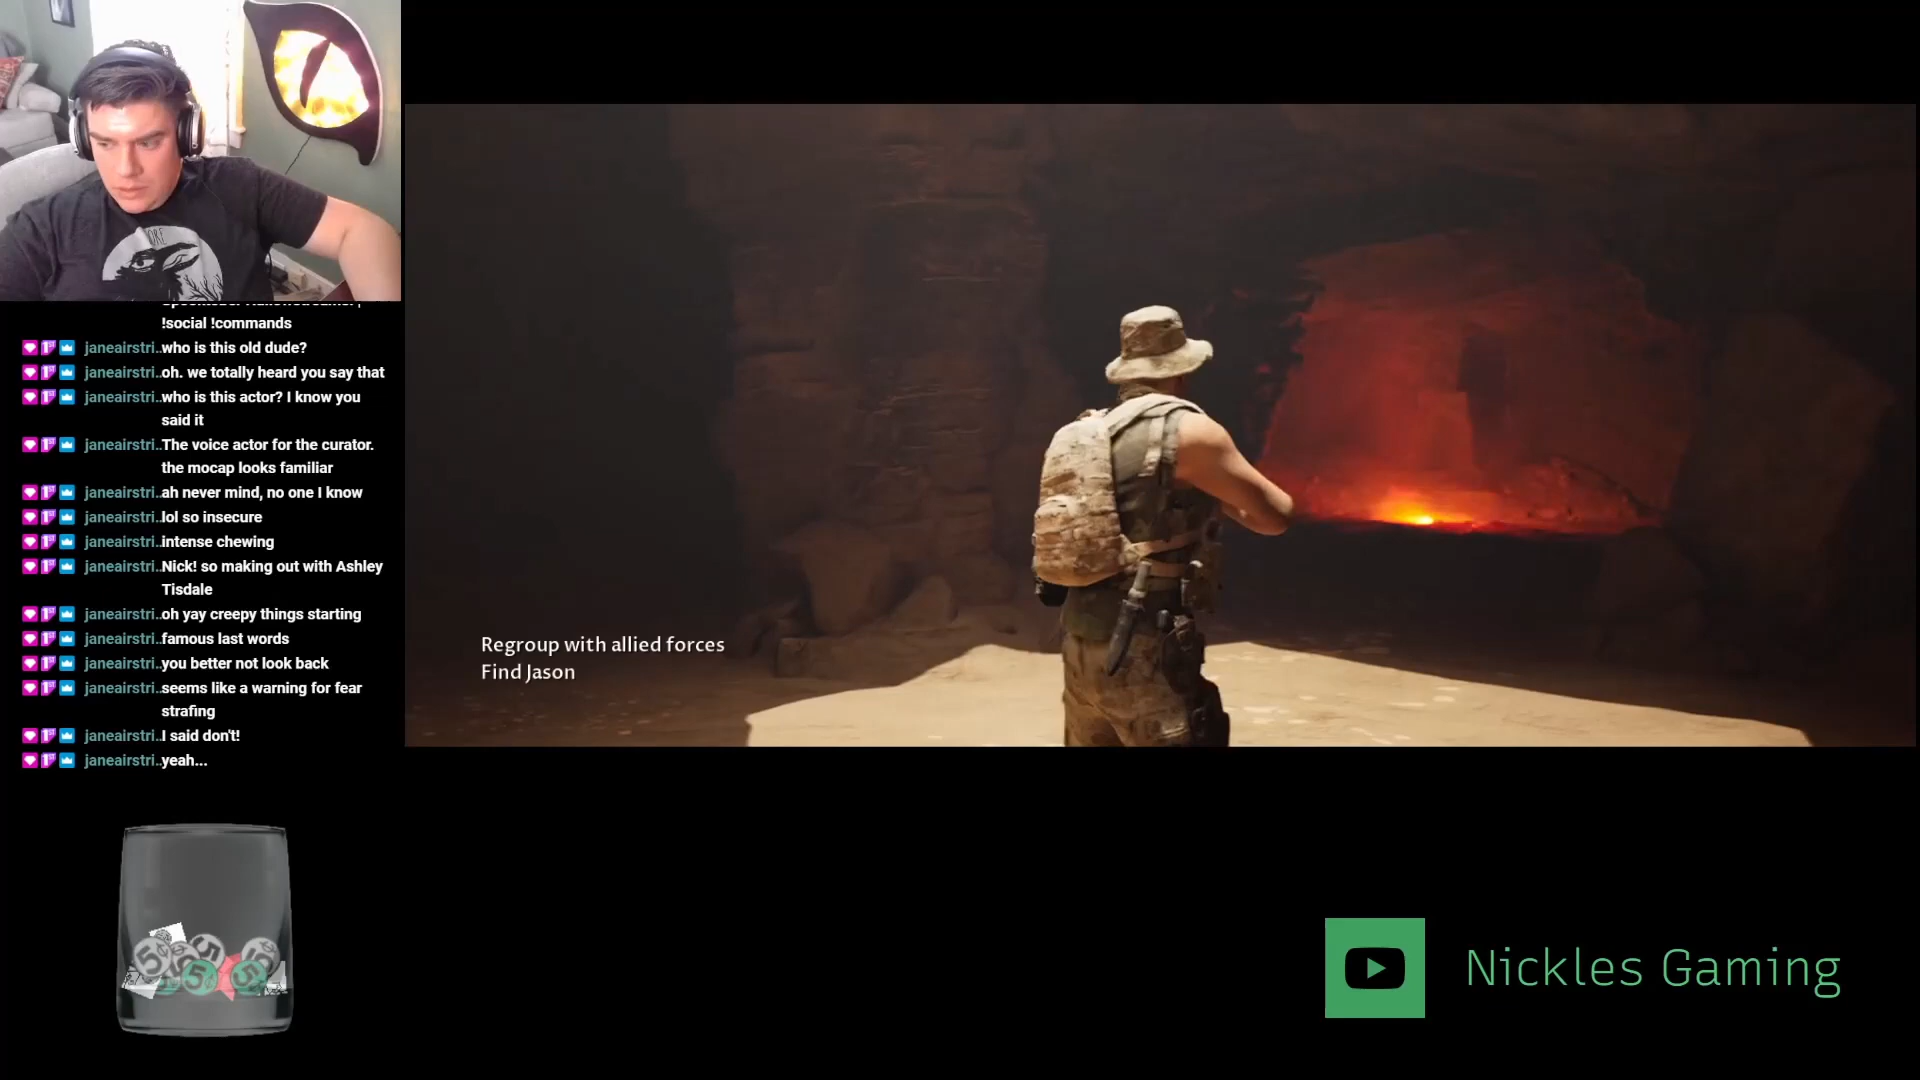 !social !commands
janeairstri..who is this old dude?
janeairstri..oh. we totally heard you say that
janeairstri..who is this actor? I know you
said it
janeairstri..The voice actor for the curator.
the mocap looks familiar
janeairstri..ah never mind, no one I know
janeairstri..lol so insecure
janeairstri..intense chewing
janeairstri..Nick! so making out with Ashley
Tisdale
janeairstri..oh yay creepy things starting
janeairstri..famous last words
janeairstri..you better not look back
janeairstri..seems like a warning for fear
strafing
janeairstri..I said don't!
janeairstri..yeah...
Regroup with allied forces
Find Jason
5¢
5¢
Nickles Gaming